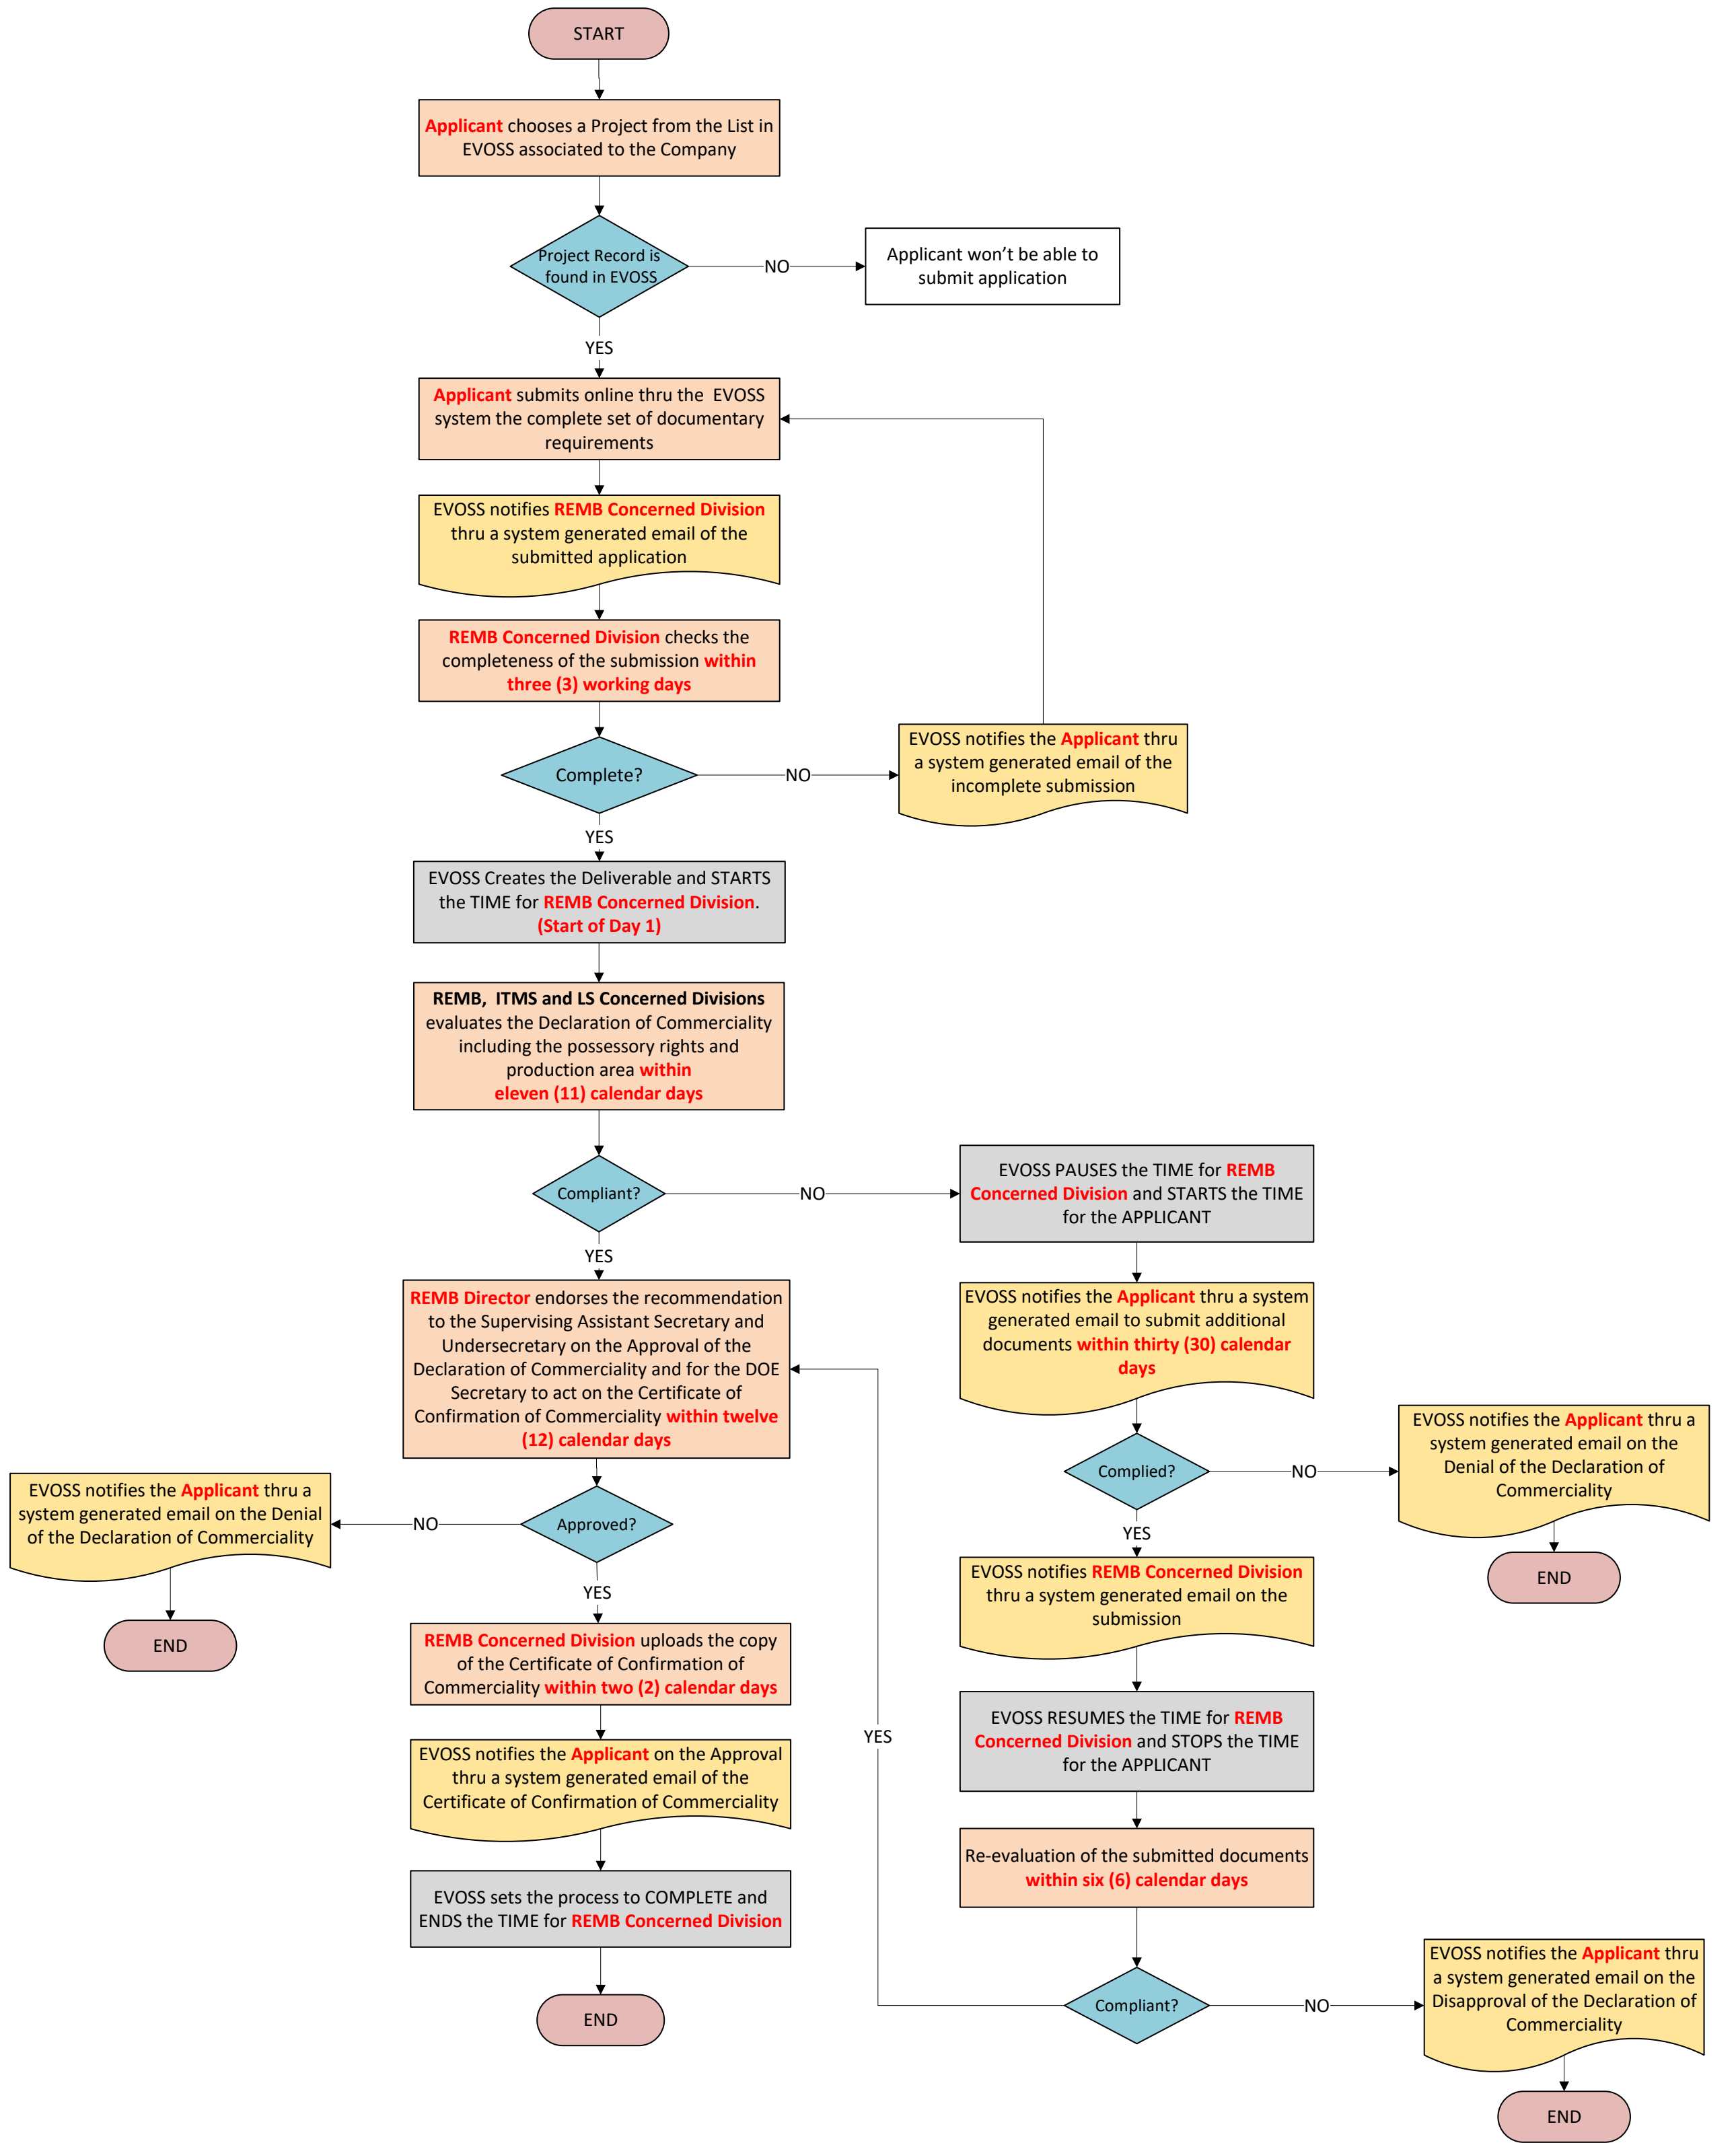 START
Applicant chooses a Project from the List in
EVOSS associated to the Company
Project Record is
found in EVOSS
NO
Applicant won't be able to
submit application
YES
Applicant submits online thru the EVOSS
system the complete set of documentary
requirements
EVOSS notifies REMB Concerned Division
thru a system generated email of the
submitted application
REMB Concerned Division checks the
completeness of the submission within
three (3) working days
Complete?
NO
EVOSS notifies the Applicant thru
a system generated email of the
incomplete submission
YES
EVOSS Creates the Deliverable and STARTS
the TIME for REMB Concerned Division.
(Start of Day 1)
REMB, ITMS and LS Concerned Divisions
evaluates the Declaration of Commerciality
including the possessory rights and
production area within
eleven (11) calendar days
Compliant?
NO
EVOSS PAUSES the TIME for REMB
Concerned Division and STARTS the TIME
for the APPLICANT
YES
REMB Director endorses the recommendation
to the Supervising Assistant Secretary and
Undersecretary on the Approval of the
Declaration of Commerciality and for the DOE
Secretary to act on the Certificate of
Confirmation of Commerciality within twelve
(12) calendar days
EVOSS notifies the Applicant thru a system
generated email to submit additional
documents within thirty (30) calendar
days
Complied?
NO
EVOSS notifies the Applicant thru a
system generated email on the
Denial of the Declaration of
Commerciality
END
Approved?
NO
EVOSS notifies the Applicant thru a
system generated email on the Denial
of the Declaration of Commerciality
END
YES
REMB Concerned Division uploads the copy
of the Certificate of Confirmation of
Commerciality within two (2) calendar days
EVOSS notifies the Applicant on the Approval
thru a system generated email of the
Certificate of Confirmation of Commerciality
EVOSS sets the process to COMPLETE and
ENDS the TIME for REMB Concerned Division
END
YES
EVOSS notifies REMB Concerned Division
thru a system generated email on the
submission
EVOSS RESUMES the TIME for REMB
Concerned Division and STOPS the TIME
for the APPLICANT
Re-evaluation of the submitted documents
within six (6) calendar days
Compliant?
YES
NO
EVOSS notifies the Applicant thru
a system generated email on the
Disapproval of the Declaration of
Commerciality
END